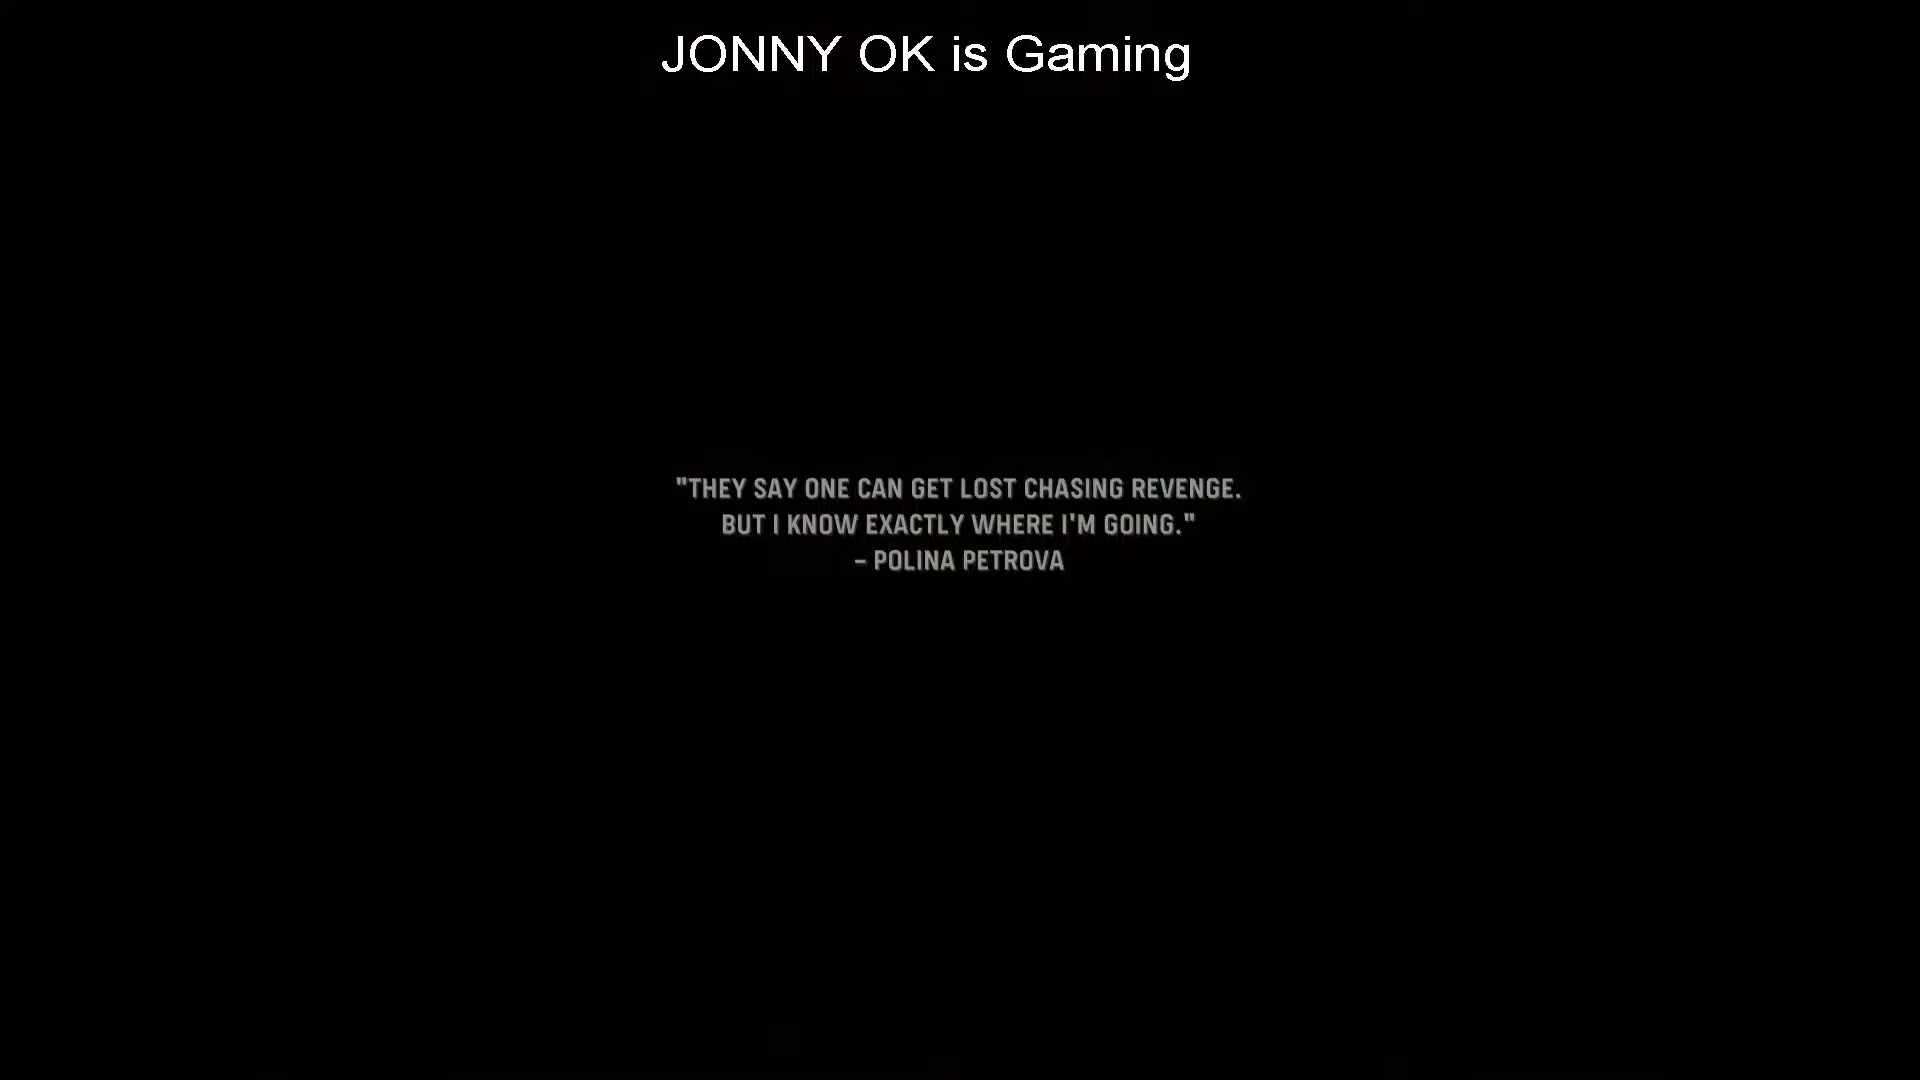 JONNY OK is Gaming
"THEY SAY ONE CAN GET LOST CHASING REVENGE.
BUT I KNOW EXACTLY WHERE I'M GOING."
– POLINA PETROVA